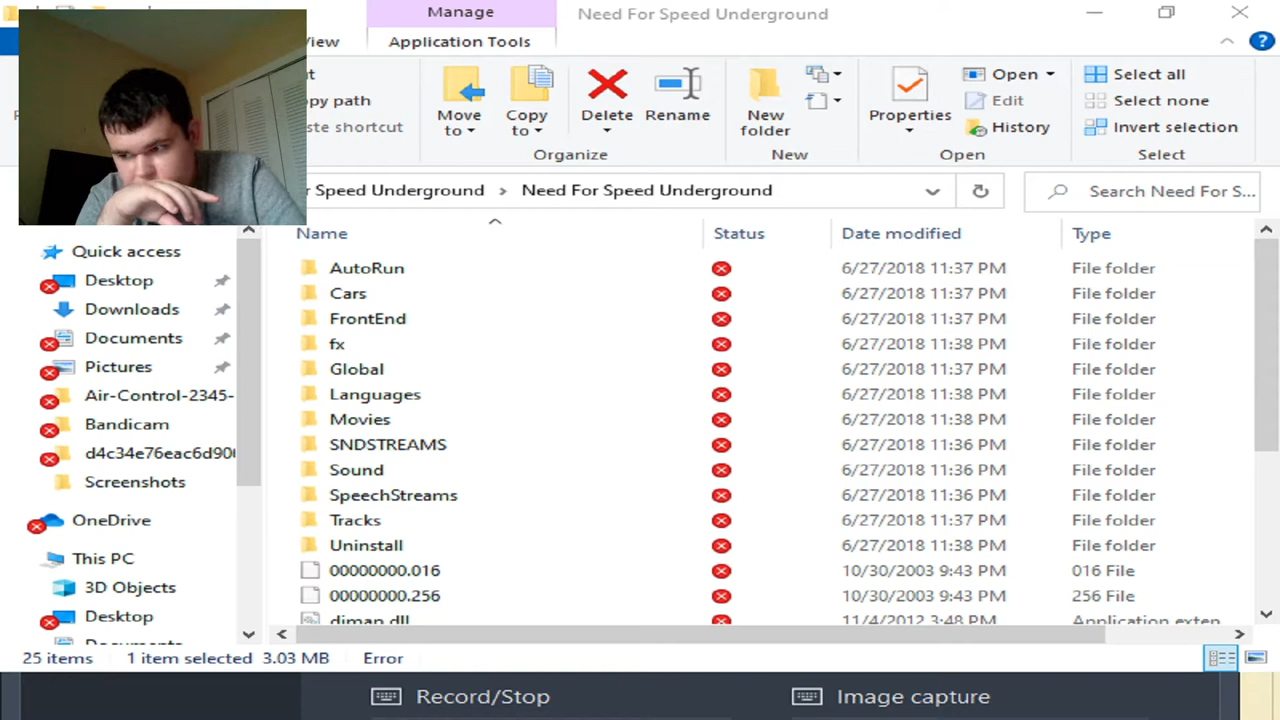 Manage
Need For Speed Underground
View
Application Tools
py path
ste shortcut
Move to
Copy to
Delete
Rename
New folder
Properties
Open
Edit
History
Select all
Select none
Invert selection
Organize
New
Open
Select
r Speed Underground > Need For Speed Underground
Search Need For S...
Name Status Date modified Type
Quick access
Desktop
Downloads
Documents
Pictures
Air-Control-2345-
Bandicam
d4c34e76eac6d90
Screenshots
OneDrive
This PC
3D Objects
Desktop
Documents
AutoRun 6/27/2018 11:37 PM File folder
Cars 6/27/2018 11:37 PM File folder
FrontEnd 6/27/2018 11:37 PM File folder
fx 6/27/2018 11:38 PM File folder
Global 6/27/2018 11:37 PM File folder
Languages 6/27/2018 11:38 PM File folder
Movies 6/27/2018 11:38 PM File folder
SNDSTREAMS 6/27/2018 11:36 PM File folder
Sound 6/27/2018 11:36 PM File folder
SpeechStreams 6/27/2018 11:36 PM File folder
Tracks 6/27/2018 11:37 PM File folder
Uninstall 6/27/2018 11:38 PM File folder
00000000.016 10/30/2003 9:43 PM 016 File
00000000.256 10/30/2003 9:43 PM 256 File
diman.dll 11/4/2012 3:48 PM Application exten
25 items 1 item selected 3.03 MB Error
Record/Stop
Image capture